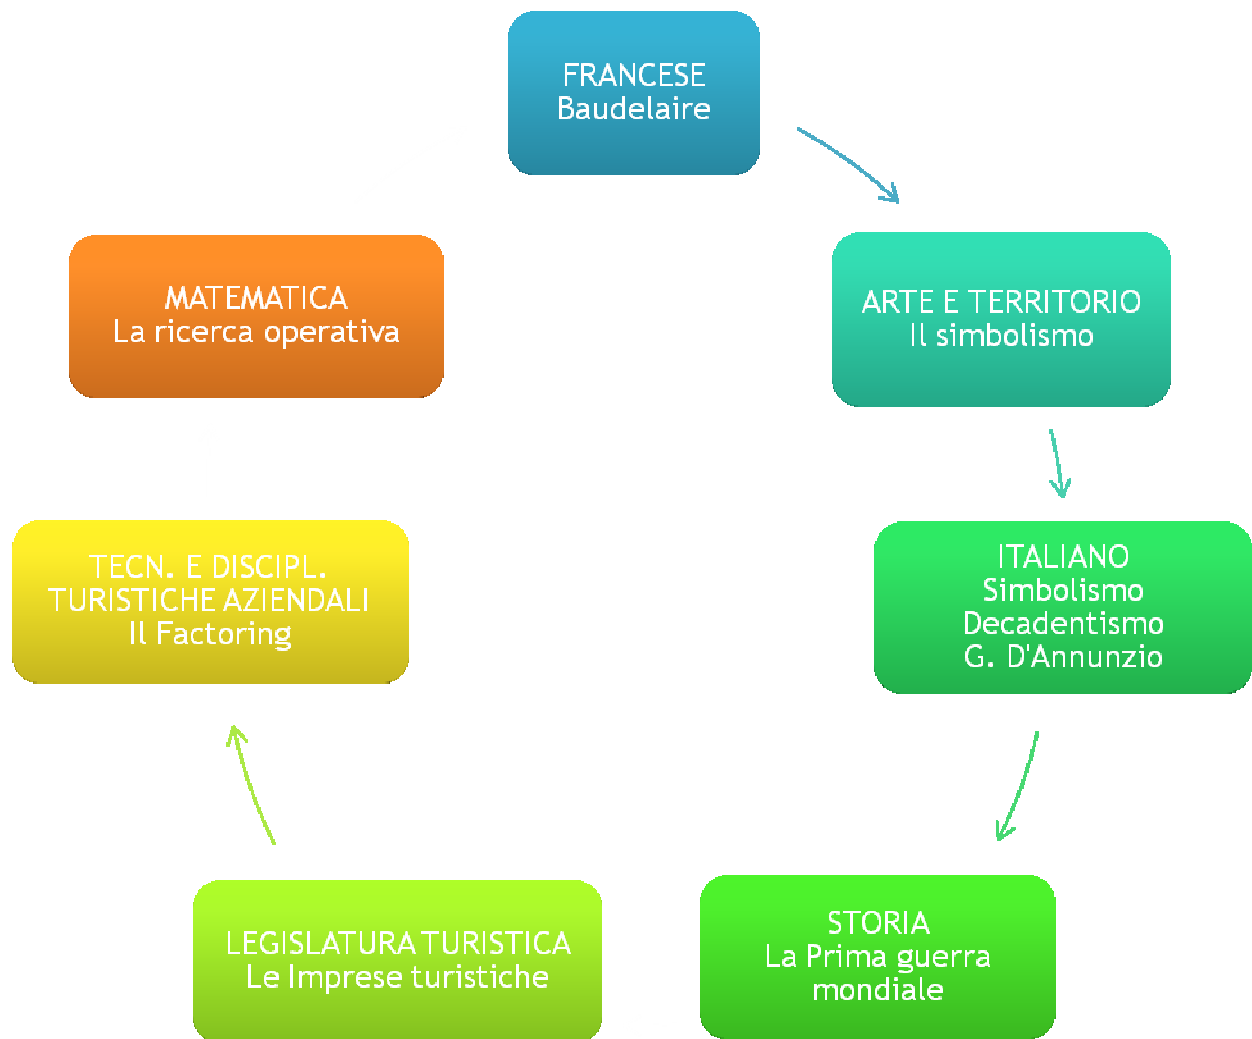 FRANCESE
Baudelaire
ARTE E TERRITORIO
Il simbolismo
ITALIANO
Simbolismo
Decadentismo
G. D'Annunzio
STORIA
La Prima guerra
mondiale
LEGISLATURA TURISTICA
Le Imprese turistiche
TECN. E DISCIPL.
TURISTICHE AZIENDALI
Il Factoring
MATEMATICA
La ricerca operativa